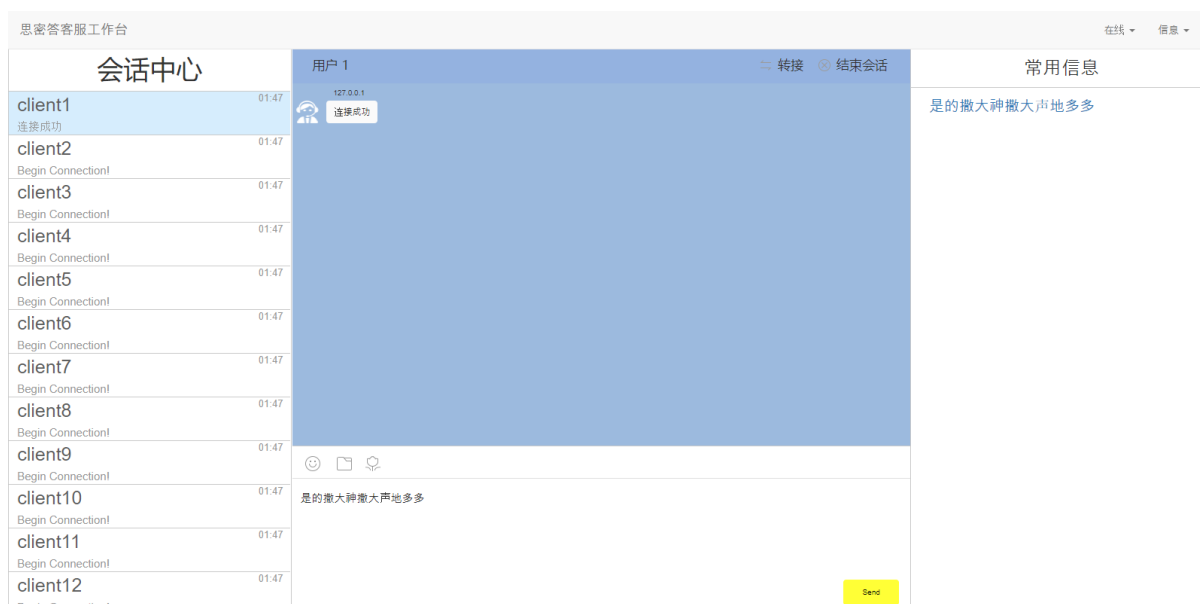 思密答客服工作台
在线
信息
会话中心
client1
01:47
连接成功
client2
01:47
Begin Connection!
client3
01:47
Begin Connection!
client4
01:47
Begin Connection!
client5
01:47
Begin Connection!
client6
01:47
Begin Connection!
client7
01:47
Begin Connection!
client8
01:47
Begin Connection!
client9
01:47
Begin Connection!
client10
01:47
Begin Connection!
client11
01:47
Begin Connection!
client12
01:47
用户 1
转接
结束会话
127.0.0.1
连接成功
是的撒大神撒大声地多多
Send
常用信息
是的撒大神撒大声地多多